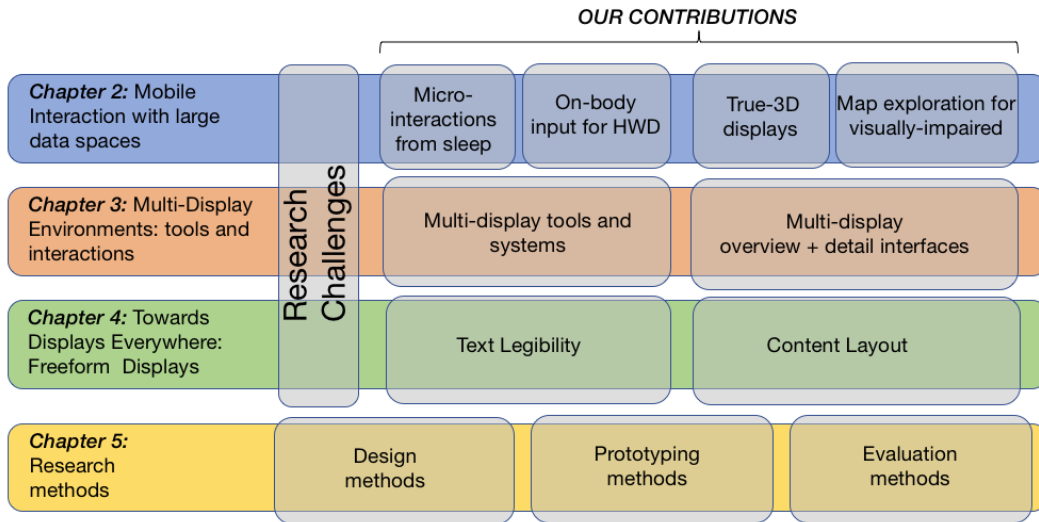 OUR CONTRIBUTIONS
Research
Challenges
Chapter 2: Mobile
Interaction with large
data spaces
Micro-
interactions
from sleep
On-body
input for HWD
True-3D
displays
Map exploration for
visually-impaired
Chapter 3: Multi-Display
Environments: tools and
interactions
Multi-display tools and
systems
Multi-display
overview + detail interfaces
Chapter 4: Towards
Displays Everywhere:
Freeform Displays
Text Legibility
Content Layout
Chapter 5:
Research
methods
Design
methods
Prototyping
methods
Evaluation
methods